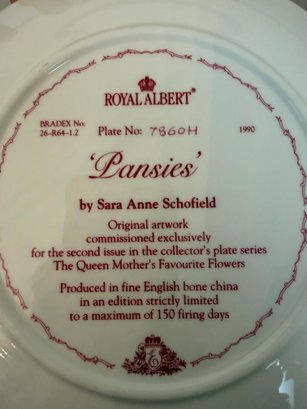 ROYAL ALBERT®
BRADEX No:
26-R64-1.2
Plate No: 7860H
1990
'Pansies'
by Sara Anne Schofield
Original artwork
commissioned exclusively
for the second issue in the collector's plate series
The Queen Mother's Favourite Flowers
Produced in fine English bone china
in an edition strictly limited
to a maximum of 150 firing days